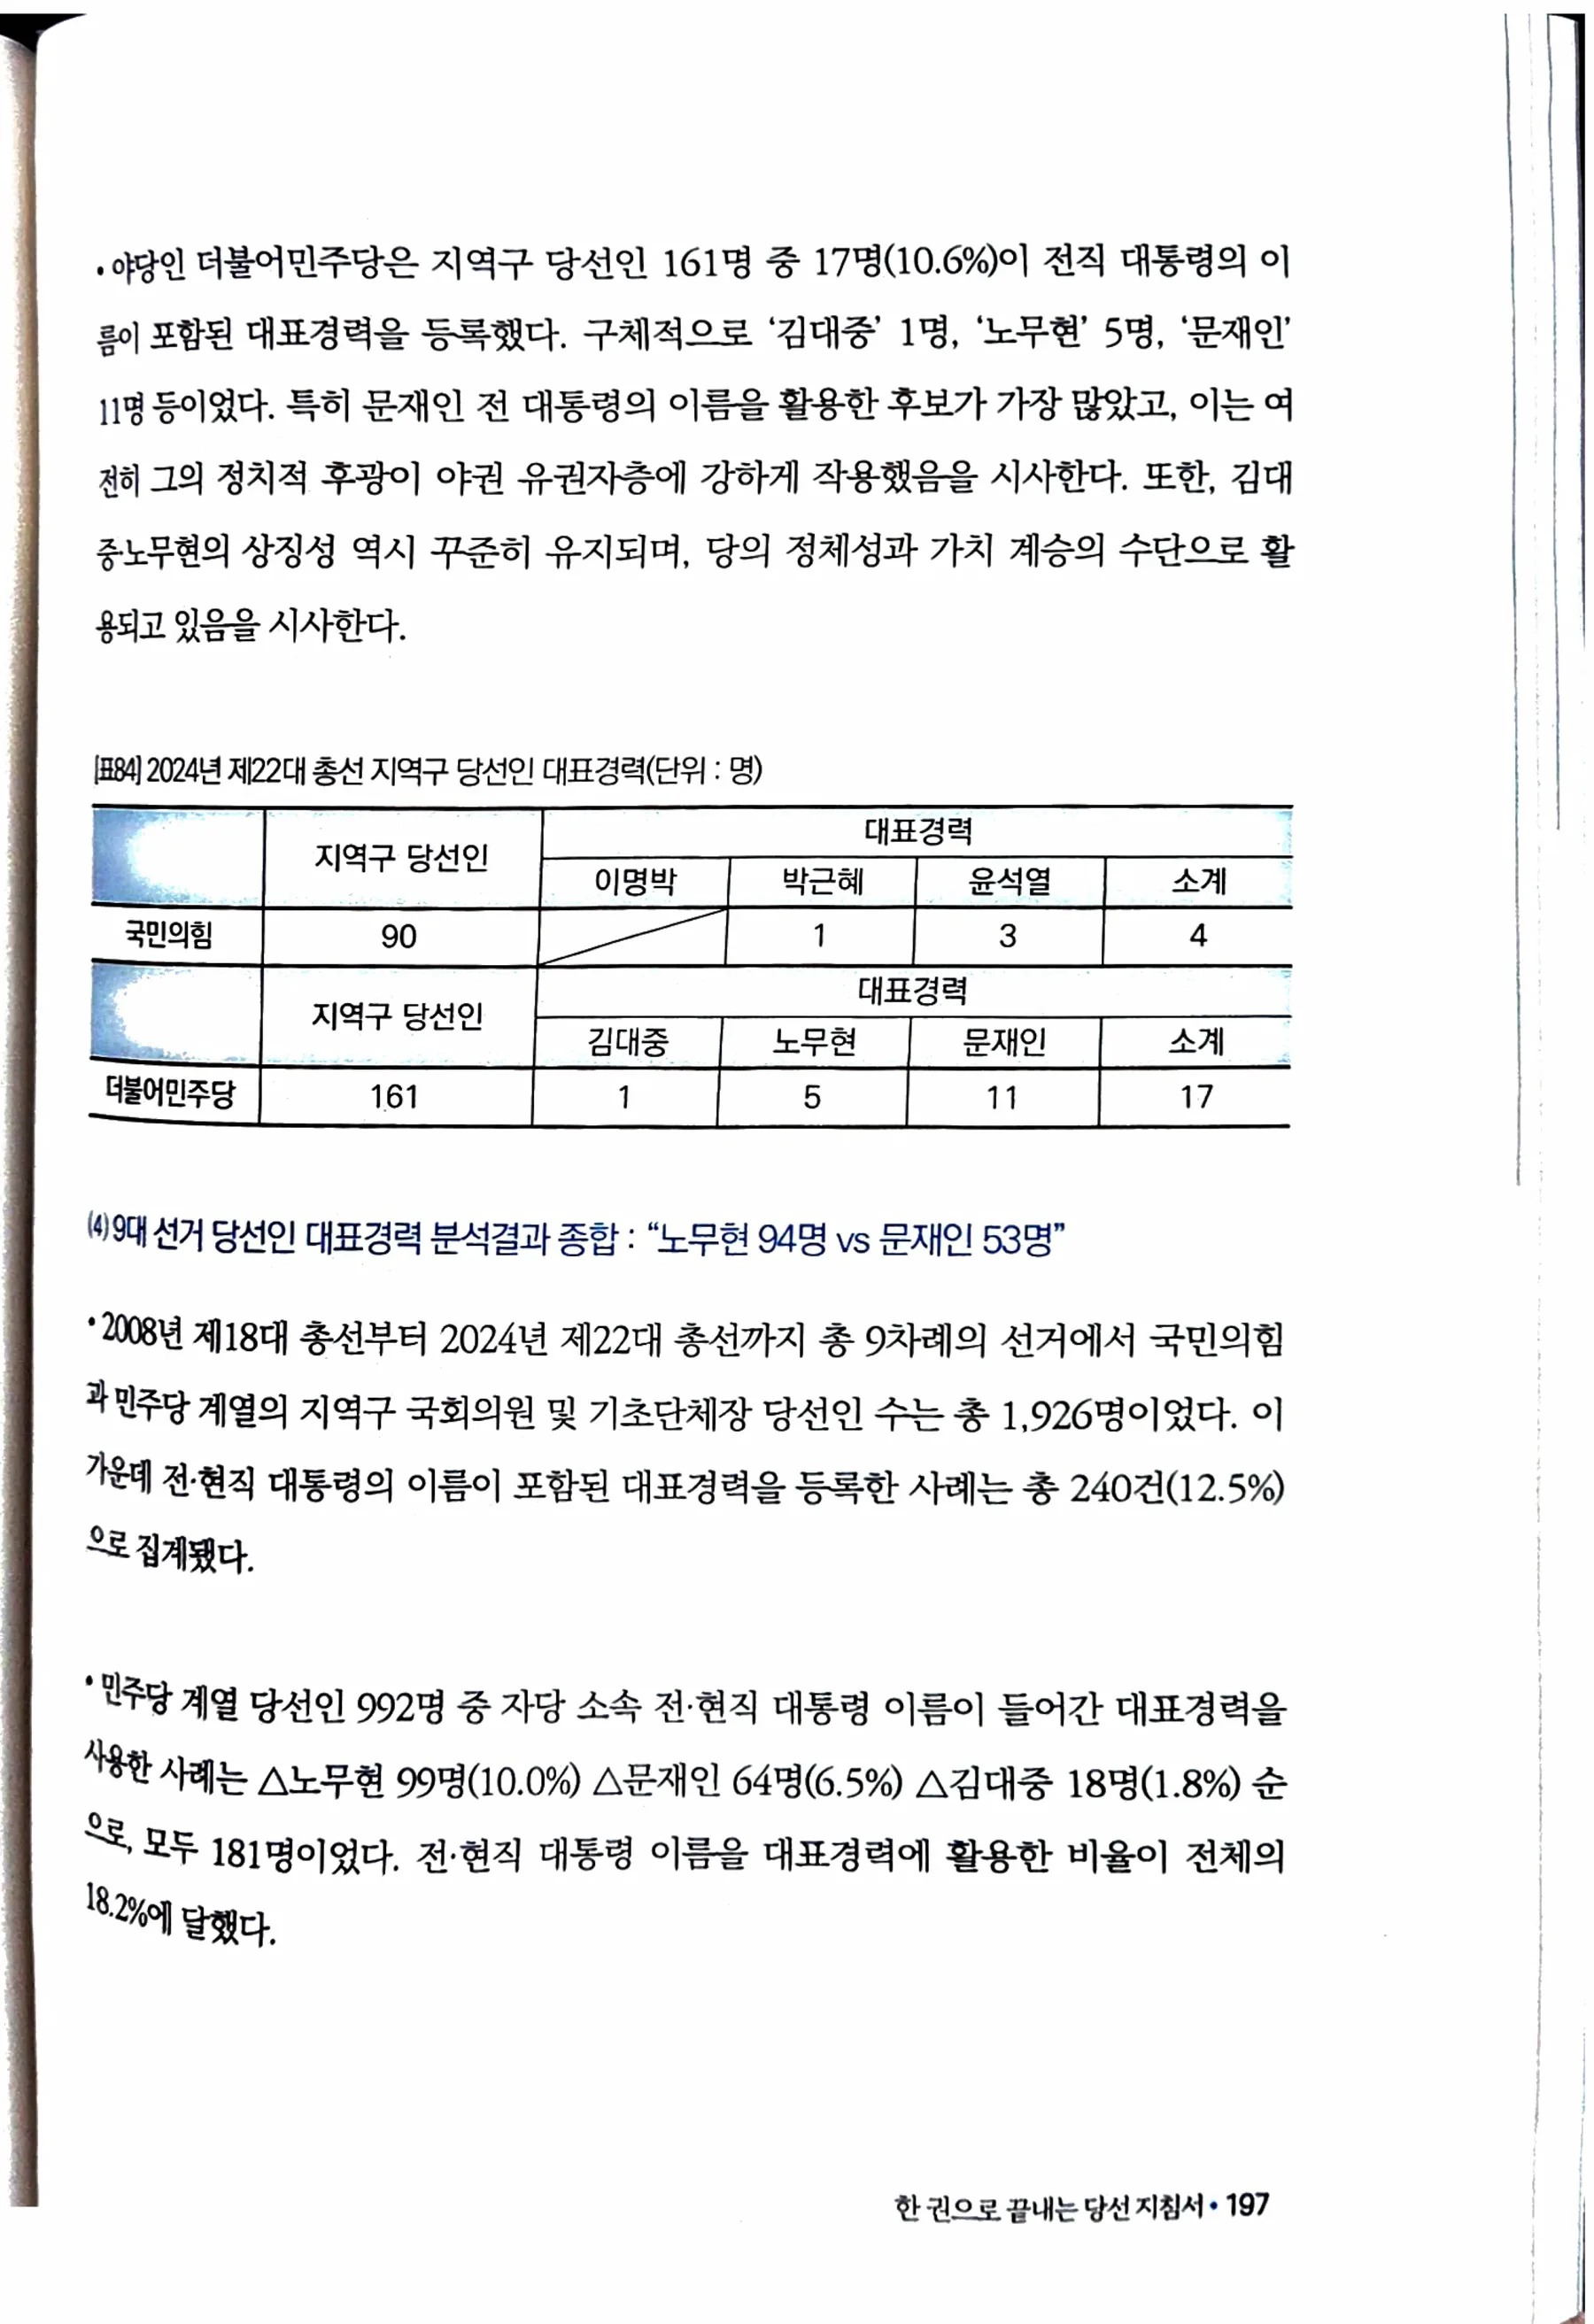 • 야당인 더불어민주당은 지역구 당선인 161명 중 17명(10.6%)이 전직 대통령의 이
름이 포함된 대표경력을 등록했다. 구체적으로 ‘김대중’ 1명, ‘노무현’ 5명, ‘문재인’
11명 등이었다. 특히 문재인 전 대통령의 이름을 활용한 후보가 가장 많았고, 이는 여
전히 그의 정치적 후광이 야권 유권자층에 강하게 작용했음을 시사한다. 또한, 김대
중·노무현의 상징성 역시 꾸준히 유지되며, 당의 정체성과 가치 계승의 수단으로 활
용되고 있음을 시사한다.
[표84] 2024년 제22대 총선 지역구 당선인 대표경력(단위 : 명)
지역구 당선인 대표경력
이명박 박근혜 윤석열 소계
국민의힘 90 1 3 4
지역구 당선인 대표경력
김대중 노무현 문재인 소계
더불어민주당 161 1 5 11 17
(4) 9대 선거 당선인 대표경력 분석결과 종합 : “노무현 94명 vs 문재인 53명”
• 2008년 제18대 총선부터 2024년 제22대 총선까지 총 9차례의 선거에서 국민의힘
과 민주당 계열의 지역구 국회의원 및 기초단체장 당선인 수는 총 1,926명이었다. 이
가운데 전·현직 대통령의 이름이 포함된 대표경력을 등록한 사례는 총 240건(12.5%)
으로 집계됐다.
• 민주당 계열 당선인 992명 중 자당 소속 전·현직 대통령 이름이 들어간 대표경력을
사용한 사례는 △노무현 99명(10.0%) △문재인 64명(6.5%) △김대중 18명(1.8%) 순
으로, 모두 181명이었다. 전·현직 대통령 이름을 대표경력에 활용한 비율이 전체의
18.2%에 달했다.
한 권으로 끝내는 당선 지침서 • 197